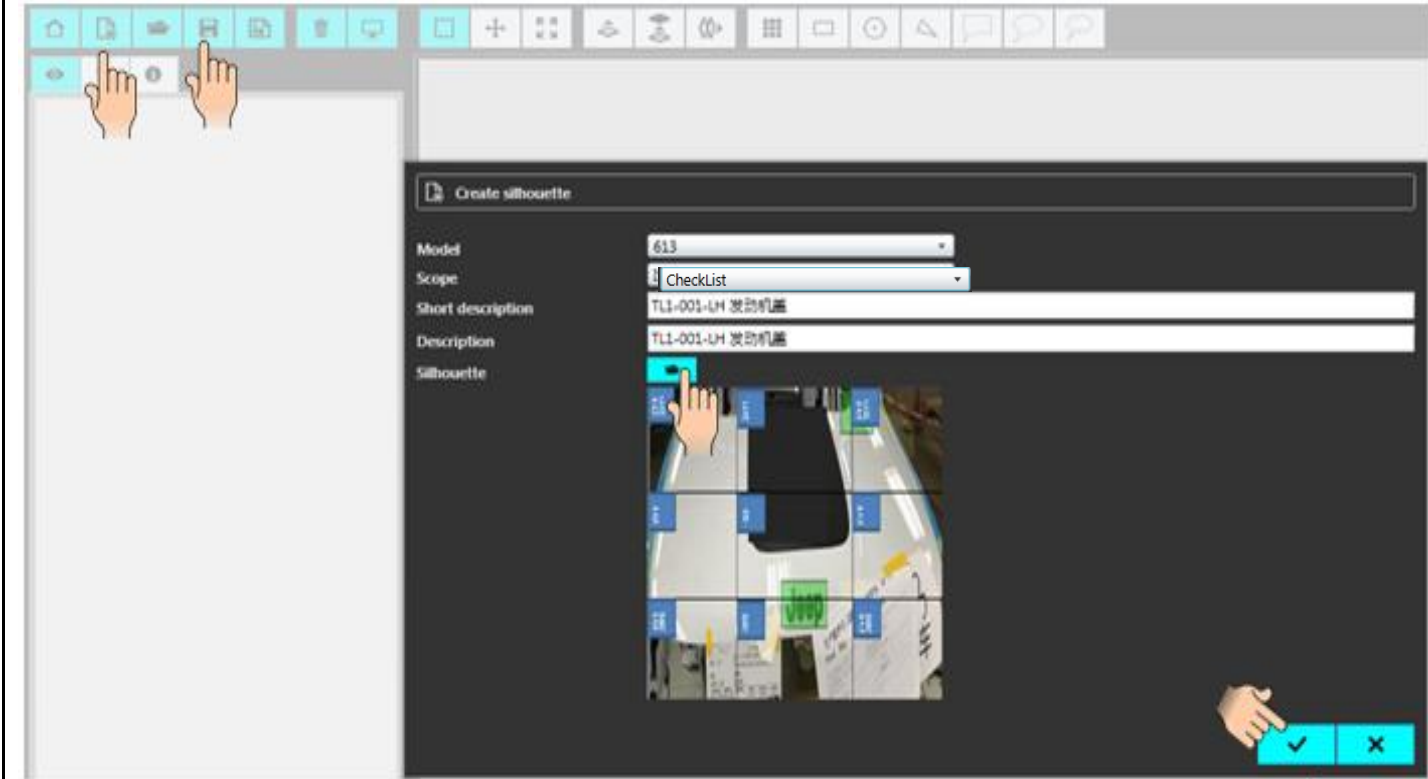 Create silhouette
Model
613
Scope
CheckList
Short description
TL1-001-LH 发动机盖
Description
TL1-001-LH 发动机盖
Silhouette
Jeep